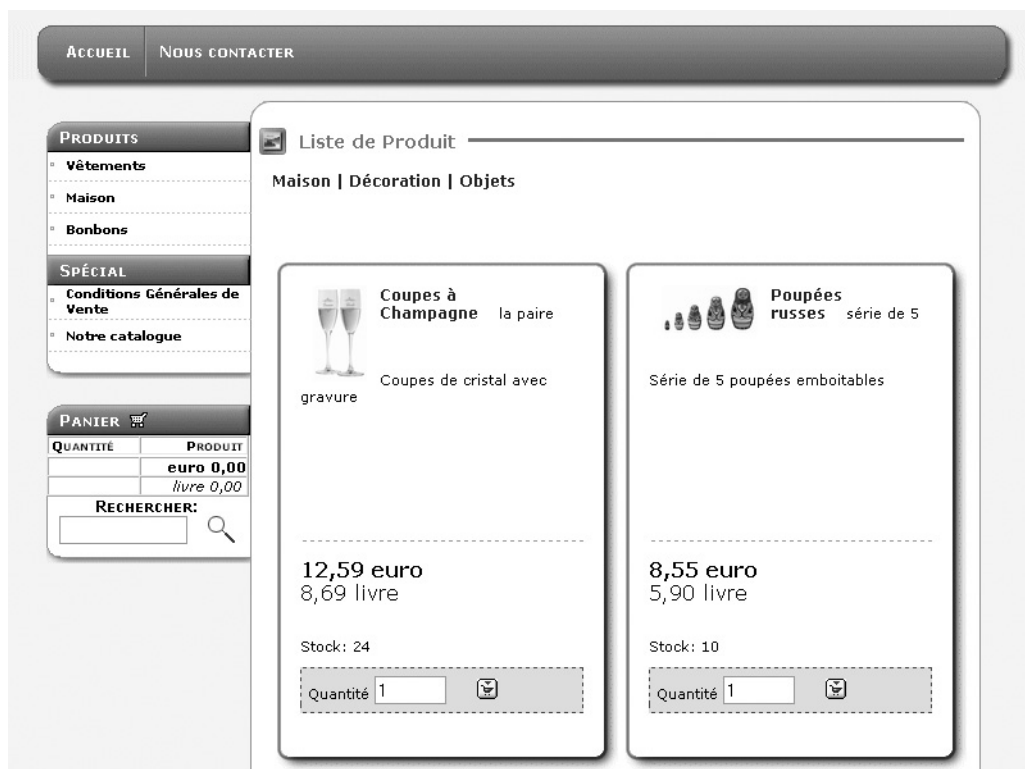 Accueil Nous contacter
Produits
Vêtements
Maison
Bonbons
Spécial
Conditions Générales de
Vente
Notre catalogue
Panier
Quantité Produit
euro 0,00
livre 0,00
Rechercher:
Liste de Produit
Maison | Décoration | Objets
Coupes à
Champagne la paire
Coupes de cristal avec
gravure
12,59 euro
8,69 livre
Stock: 24
Quantité 1
Poupées
russes série de 5
Série de 5 poupées emboitables
8,55 euro
5,90 livre
Stock: 10
Quantité 1